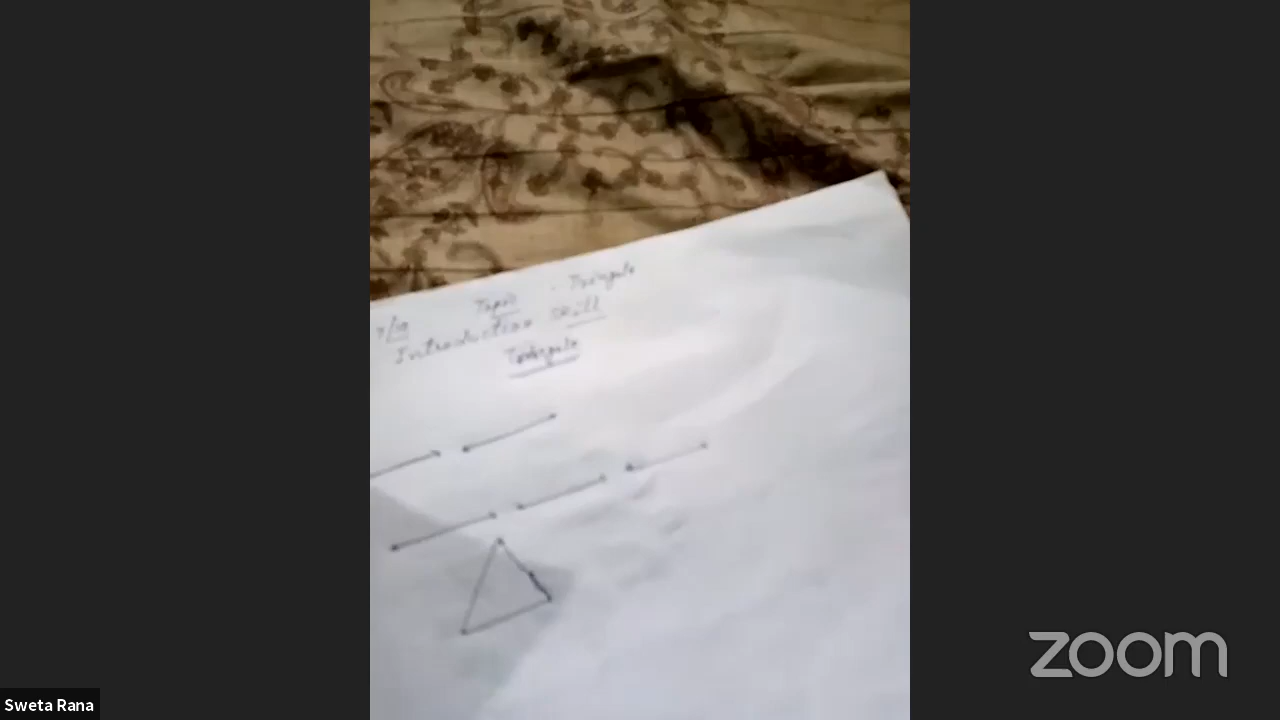 Topic - Triangle
Introduction Skill
Triangle
zoom
Sweta Rana